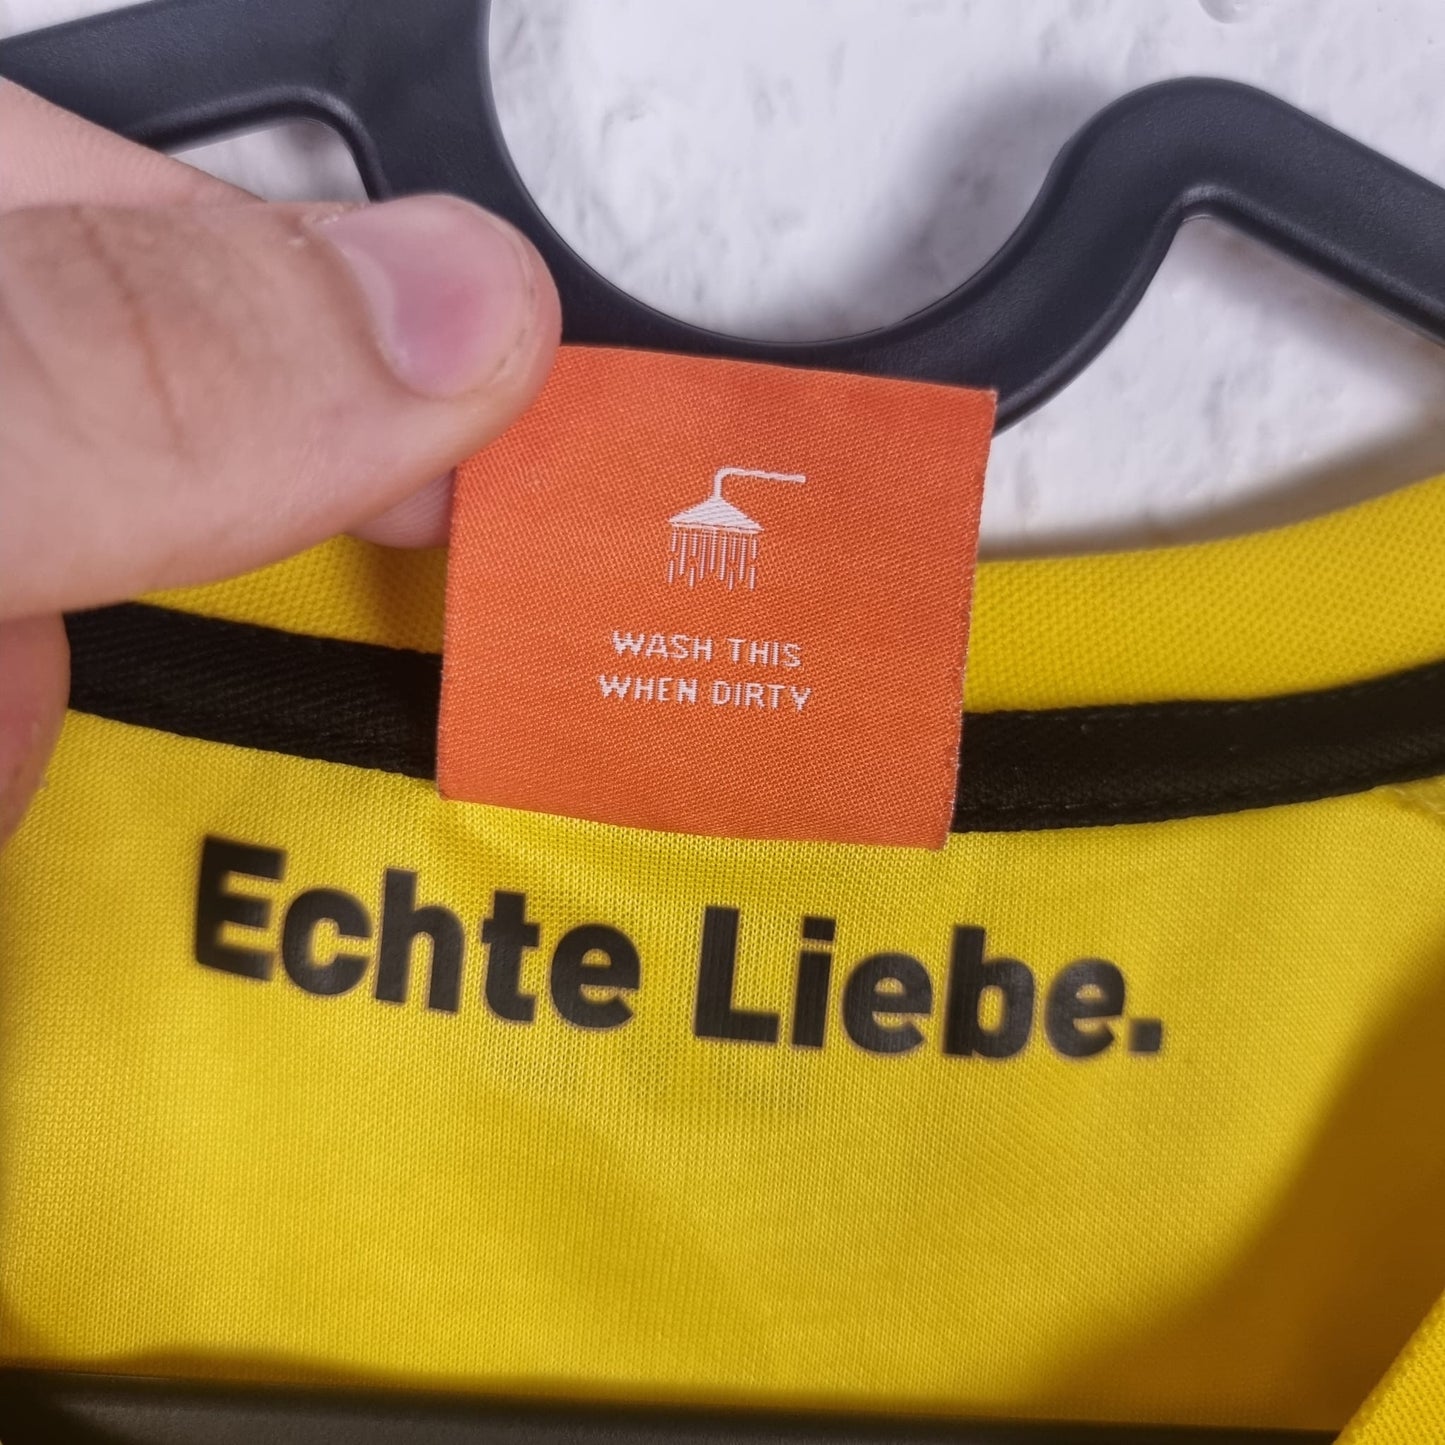 WASH THIS
WHEN DIRTY
Echte Liebe.